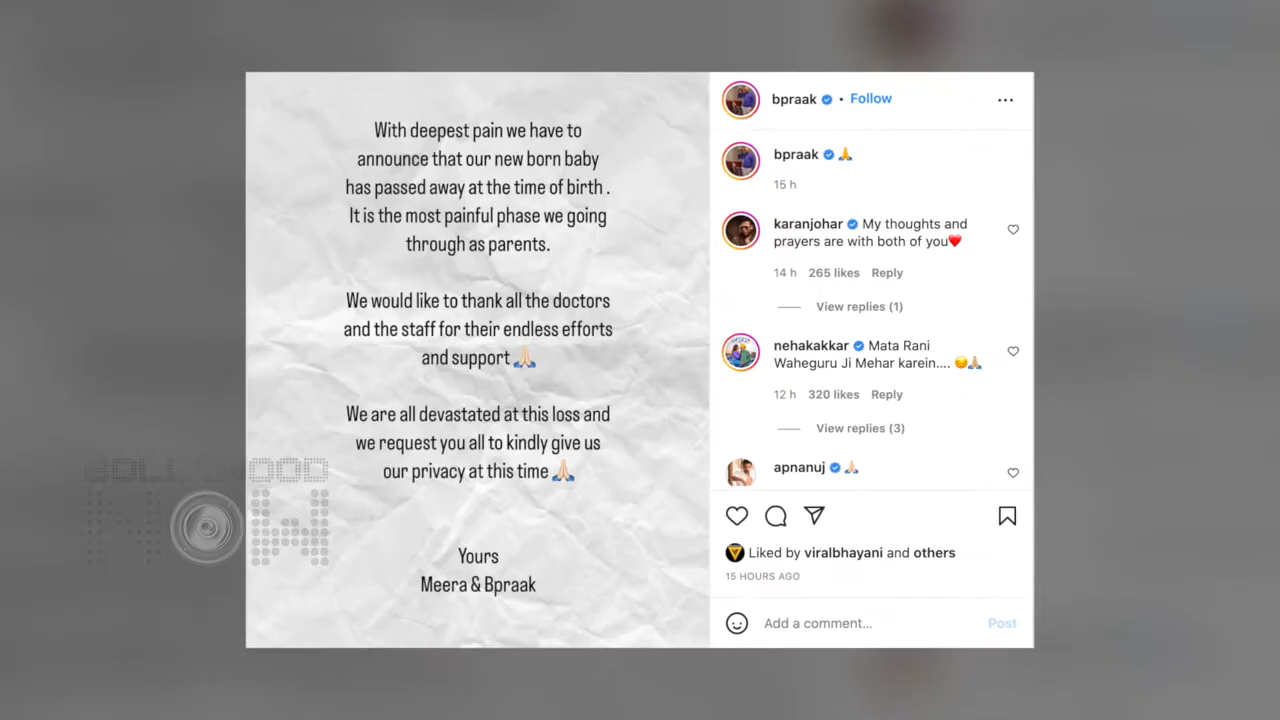 With deepest pain we have to
announce that our new born baby
has passed away at the time of birth .
It is the most painful phase we going
through as parents.
We would like to thank all the doctors
and the staff for their endless efforts
and support 🙏🏻
We are all devastated at this loss and
we request you all to kindly give us
our privacy at this time 🙏🏻
Yours
Meera & Bpraak
BOLLYWOOD
NOW
bpraak • Follow
bpraak 🙏
15 h
karanjohar My thoughts and
prayers are with both of you❤️
14 h 265 likes Reply
View replies (1)
nehakakkar Mata Rani
Waheguru Ji Mehar karein.... 😔🙏🏻
12 h 320 likes Reply
View replies (3)
apnanuj 🙏🏻
Liked by viralbhayani and others
15 HOURS AGO
Add a comment...
Post